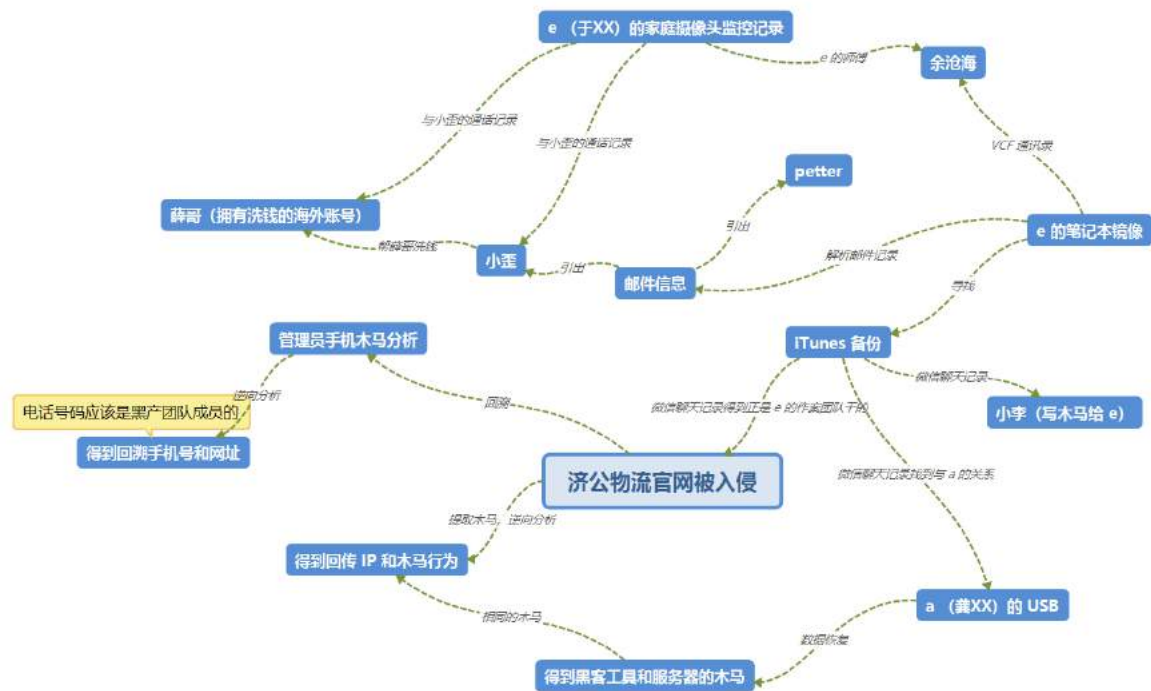 e （于XX）的家庭摄像头监控记录
e 的师傅
余沧海
与小歪的通话记录
与小歪的通话记录
VCF 通讯录
petter
薛哥（拥有洗钱的海外账号）
引出
e 的笔记本镜像
帮薛哥洗钱
小歪
引出
解析邮件记录
邮件信息
寻找
管理员手机木马分析
iTunes 备份
逆向分析
微信聊天记录
电话号码应该是黑产团队成员的
回溯
微信聊天记录得到正是 e 的作案团队干的
小李（写木马给 e）
得到回溯手机号和网址
济公物流官网被入侵
微信聊天记录找到与 a 的关系
提取木马，逆向分析
得到回传 IP 和木马行为
a （龚XX）的 USB
相同的木马
数据恢复
得到黑客工具和服务器的木马